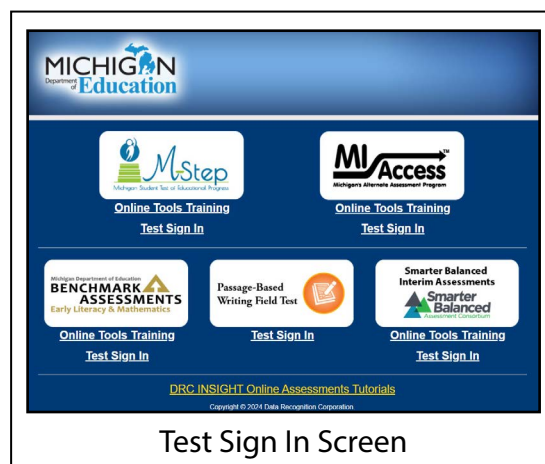 MICHIGAN
Department of Education
M-Step
Michigan Student Test of Educational Progress
Online Tools Training
Test Sign In
MI Access™
Michigan's Alternate Assessment Program
Online Tools Training
Test Sign In
Michigan Department of Education
BENCHMARK
ASSESSMENTS
Early Literacy & Mathematics
Online Tools Training
Test Sign In
Passage-Based
Writing Field Test
Test Sign In
Smarter Balanced
Interim Assessments
Smarter
Balanced
Assessment Consortium
Online Tools Training
Test Sign In
DRC INSIGHT Online Assessments Tutorials
Copyright © 2024 Data Recognition Corporation
Test Sign In Screen